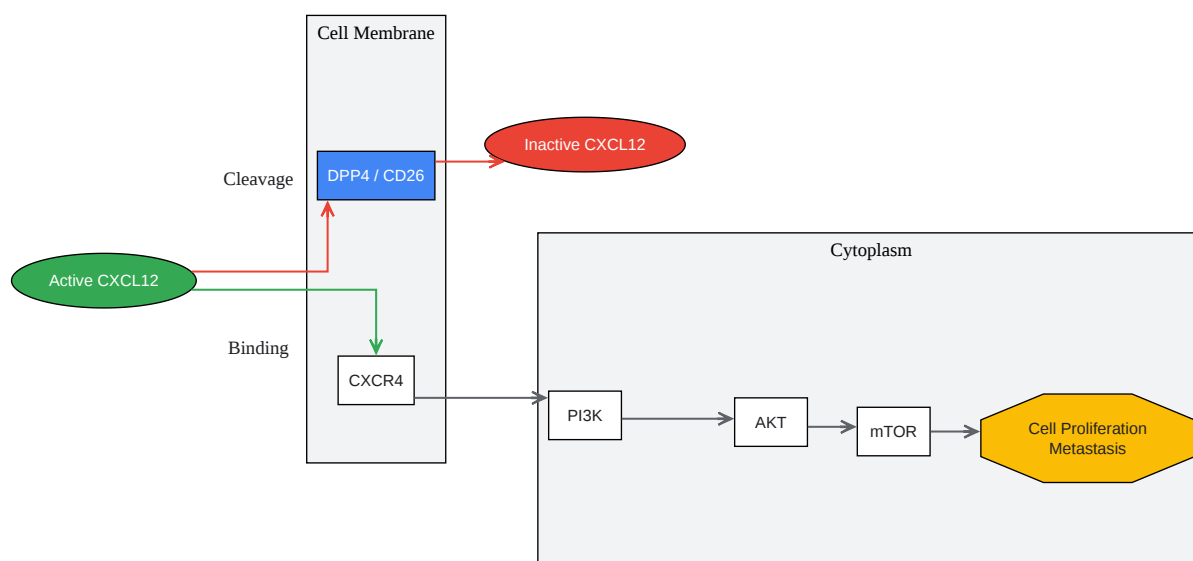 Cell Membrane
Inactive CXCL12
DPP4 / CD26
Cleavage
Cytoplasm
Active CXCL12
Binding
CXCR4
PI3K
AKT
mTOR
Cell Proliferation
Metastasis